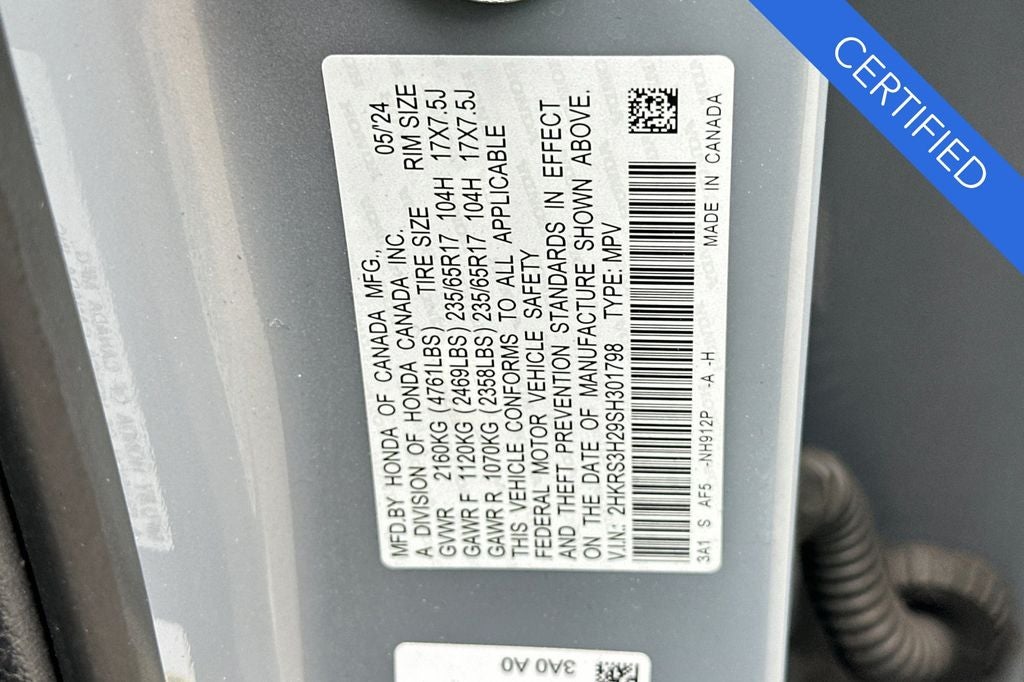 CERTIFIED
MFD.BY HONDA OF CANADA MFG., 05/'24
A DIVISION OF HONDA CANADA INC.
TIRE SIZE RIM SIZE
GVWR 2160KG (4761LBS)
GAWR F 1120KG (2469LBS) 235/65R17 104H 17X7.5J
GAWR R 1070KG (2358LBS) 235/65R17 104H 17X7.5J
THIS VEHICLE CONFORMS TO ALL APPLICABLE
FEDERAL MOTOR VEHICLE SAFETY
AND THEFT PREVENTION STANDARDS IN EFFECT
ON THE DATE OF MANUFACTURE SHOWN ABOVE.
V.I.N.: 2HKRS3H29SH301798 TYPE: MPV
3A1 S AF5 -NH912P -A -H MADE IN CANADA
3A0 A0